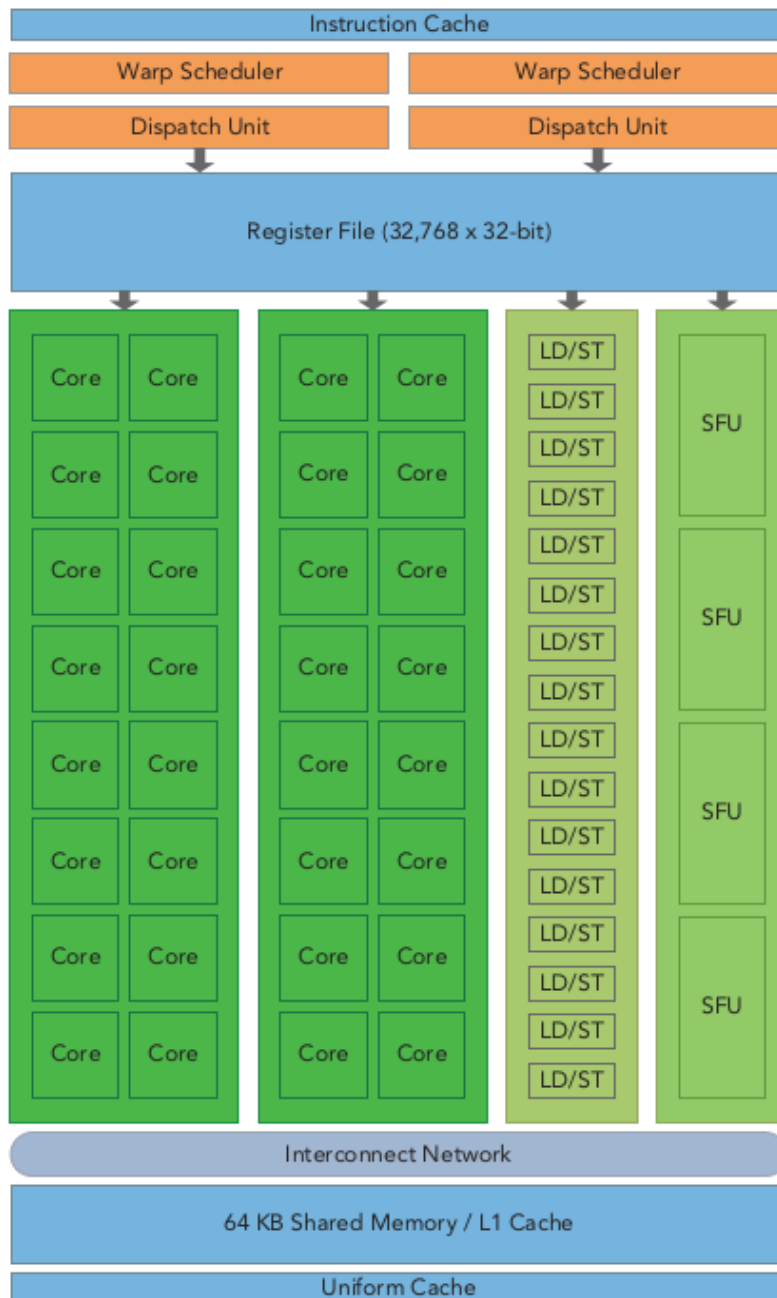 Instruction Cache
Warp Scheduler Warp Scheduler
Dispatch Unit Dispatch Unit
Register File (32,768 x 32-bit)
Core Core Core Core LD/ST SFU
LD/ST
Core Core Core Core LD/ST
LD/ST
Core Core Core Core LD/ST SFU
LD/ST
Core Core Core Core LD/ST
LD/ST
Core Core Core Core LD/ST SFU
LD/ST
Core Core Core Core LD/ST
LD/ST
Core Core Core Core LD/ST SFU
LD/ST
Core Core Core Core LD/ST
LD/ST
Interconnect Network
64 KB Shared Memory / L1 Cache
Uniform Cache